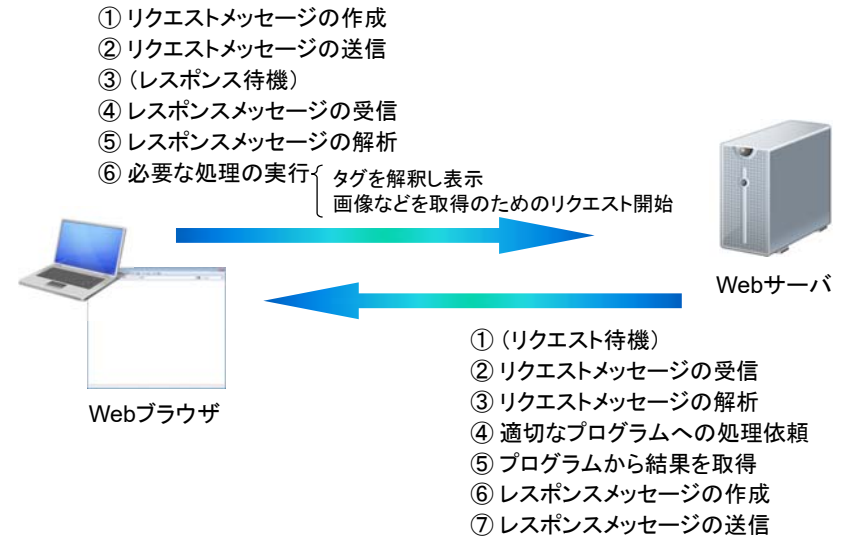 ① リクエストメッセージの作成
② リクエストメッセージの送信
③ (レスポンス待機)
④ レスポンスメッセージの受信
⑤ レスポンスメッセージの解析
⑥ 必要な処理の実行
タグを解釈し表示
画像などを取得のためのリクエスト開始
Webサーバ
Webブラウザ
① (リクエスト待機)
② リクエストメッセージの受信
③ リクエストメッセージの解析
④ 適切なプログラムへの処理依頼
⑤ プログラムから結果を取得
⑥ レスポンスメッセージの作成
⑦ レスポンスメッセージの送信